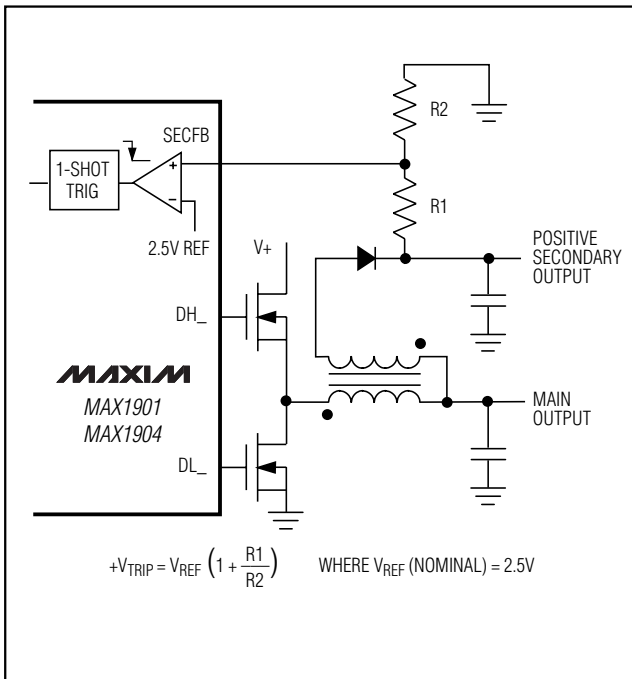 R2
SECFB
1-SHOT
TRIG
+
−
R1
2.5V REF
V+
POSITIVE
SECONDARY
OUTPUT
DH_
MAXIM
MAX1901
MAX1904
MAIN
OUTPUT
DL_
+VTRIP = VREF (1 + R1/R2) WHERE VREF (NOMINAL) = 2.5V